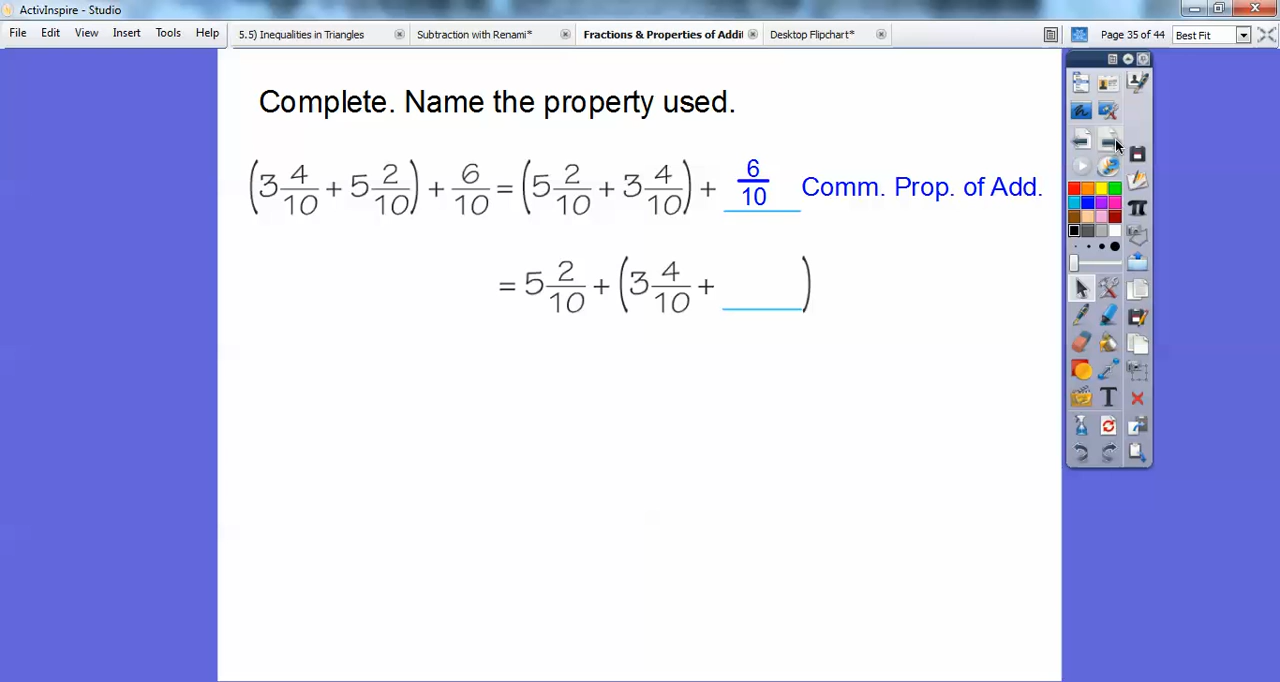 ActivInspire - Studio
File Edit View Insert Tools Help
5.5) Inequalities in Triangles
Subtraction with Renami*
Fractions & Properties of Addit
Desktop Flipchart*
Page 35 of 44
Best Fit
Complete. Name the property used.
(3 4/10 + 5 2/10) + 6/10 = (5 2/10 + 3 4/10) + 6/10 Comm. Prop. of Add.
= 5 2/10 + (3 4/10 + ____)